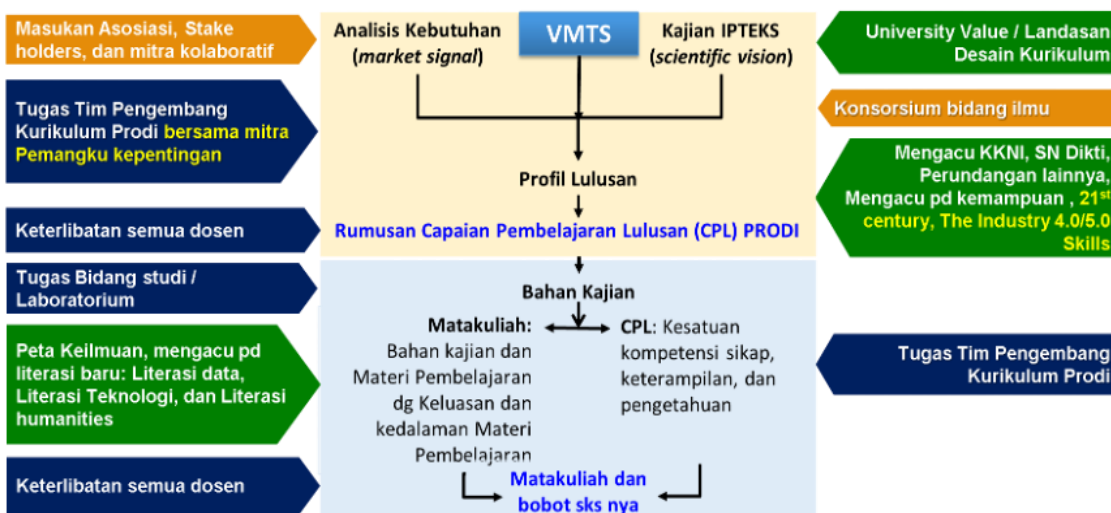 Masukan Asosiasi, Stake
holders, dan mitra kolaboratif
Tugas Tim Pengembang
Kurikulum Prodi bersama mitra
Pemangku kepentingan
Keterlibatan semua dosen
Tugas Bidang studi /
Laboratorium
Peta Keilmuan, mengacu pd
literasi baru: Literasi data,
Literasi Teknologi, dan Literasi
humanities
Keterlibatan semua dosen
Analisis Kebutuhan
(market signal)
VMTS
Kajian IPTEKS
(scientific vision)
Profil Lulusan
Rumusan Capaian Pembelajaran Lulusan (CPL) PRODI
Bahan Kajian
Matakuliah:
Bahan kajian dan
Materi Pembelajaran
dg Keluasan dan
kedalaman Materi
Pembelajaran
CPL: Kesatuan
kompetensi sikap,
keterampilan, dan
pengetahuan
Matakuliah dan
bobot sks nya
University Value / Landasan
Desain Kurikulum
Konsorsium bidang ilmu
Mengacu KKNI, SN Dikti,
Perundangan lainnya,
Mengacu pd kemampuan , 21st
century, The Industry 4.0/5.0
Skills
Tugas Tim Pengembang
Kurikulum Prodi